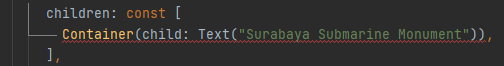 children: const [
Container(child: Text("Surabaya Submarine Monument")),
],